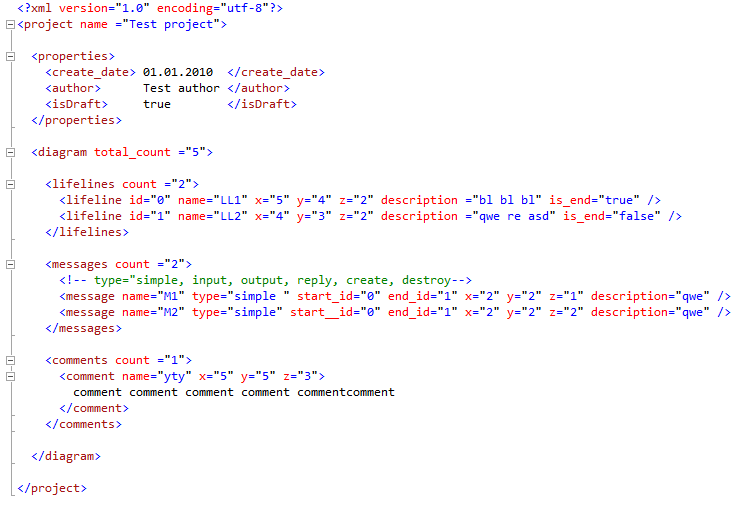 <?xml version="1.0" encoding="utf-8"?>
<project name ="Test project">
<properties>
<create_date> 01.01.2010 </create_date>
<author> Test author </author>
<isDraft> true </isDraft>
</properties>
<diagram total_count ="5">
<lifelines count ="2">
<lifeline id="0" name="LL1" x="5" y="4" z="2" description ="bl bl bl" is_end="true" />
<lifeline id="1" name="LL2" x="4" y="3" z="2" description ="qwe re asd" is_end="false" />
</lifelines>
<messages count ="2">
<!-- type="simple, input, output, reply, create, destroy-->
<message name="M1" type="simple " start_id="0" end_id="1" x="2" y="2" z="1" description="qwe" />
<message name="M2" type="simple" start__id="0" end_id="1" x="2" y="2" z="2" description="qwe" />
</messages>
<comments count ="1">
<comment name="yty" x="5" y="5" z="3">
comment comment comment comment commentcomment
</comment>
</comments>
</diagram>
</project>